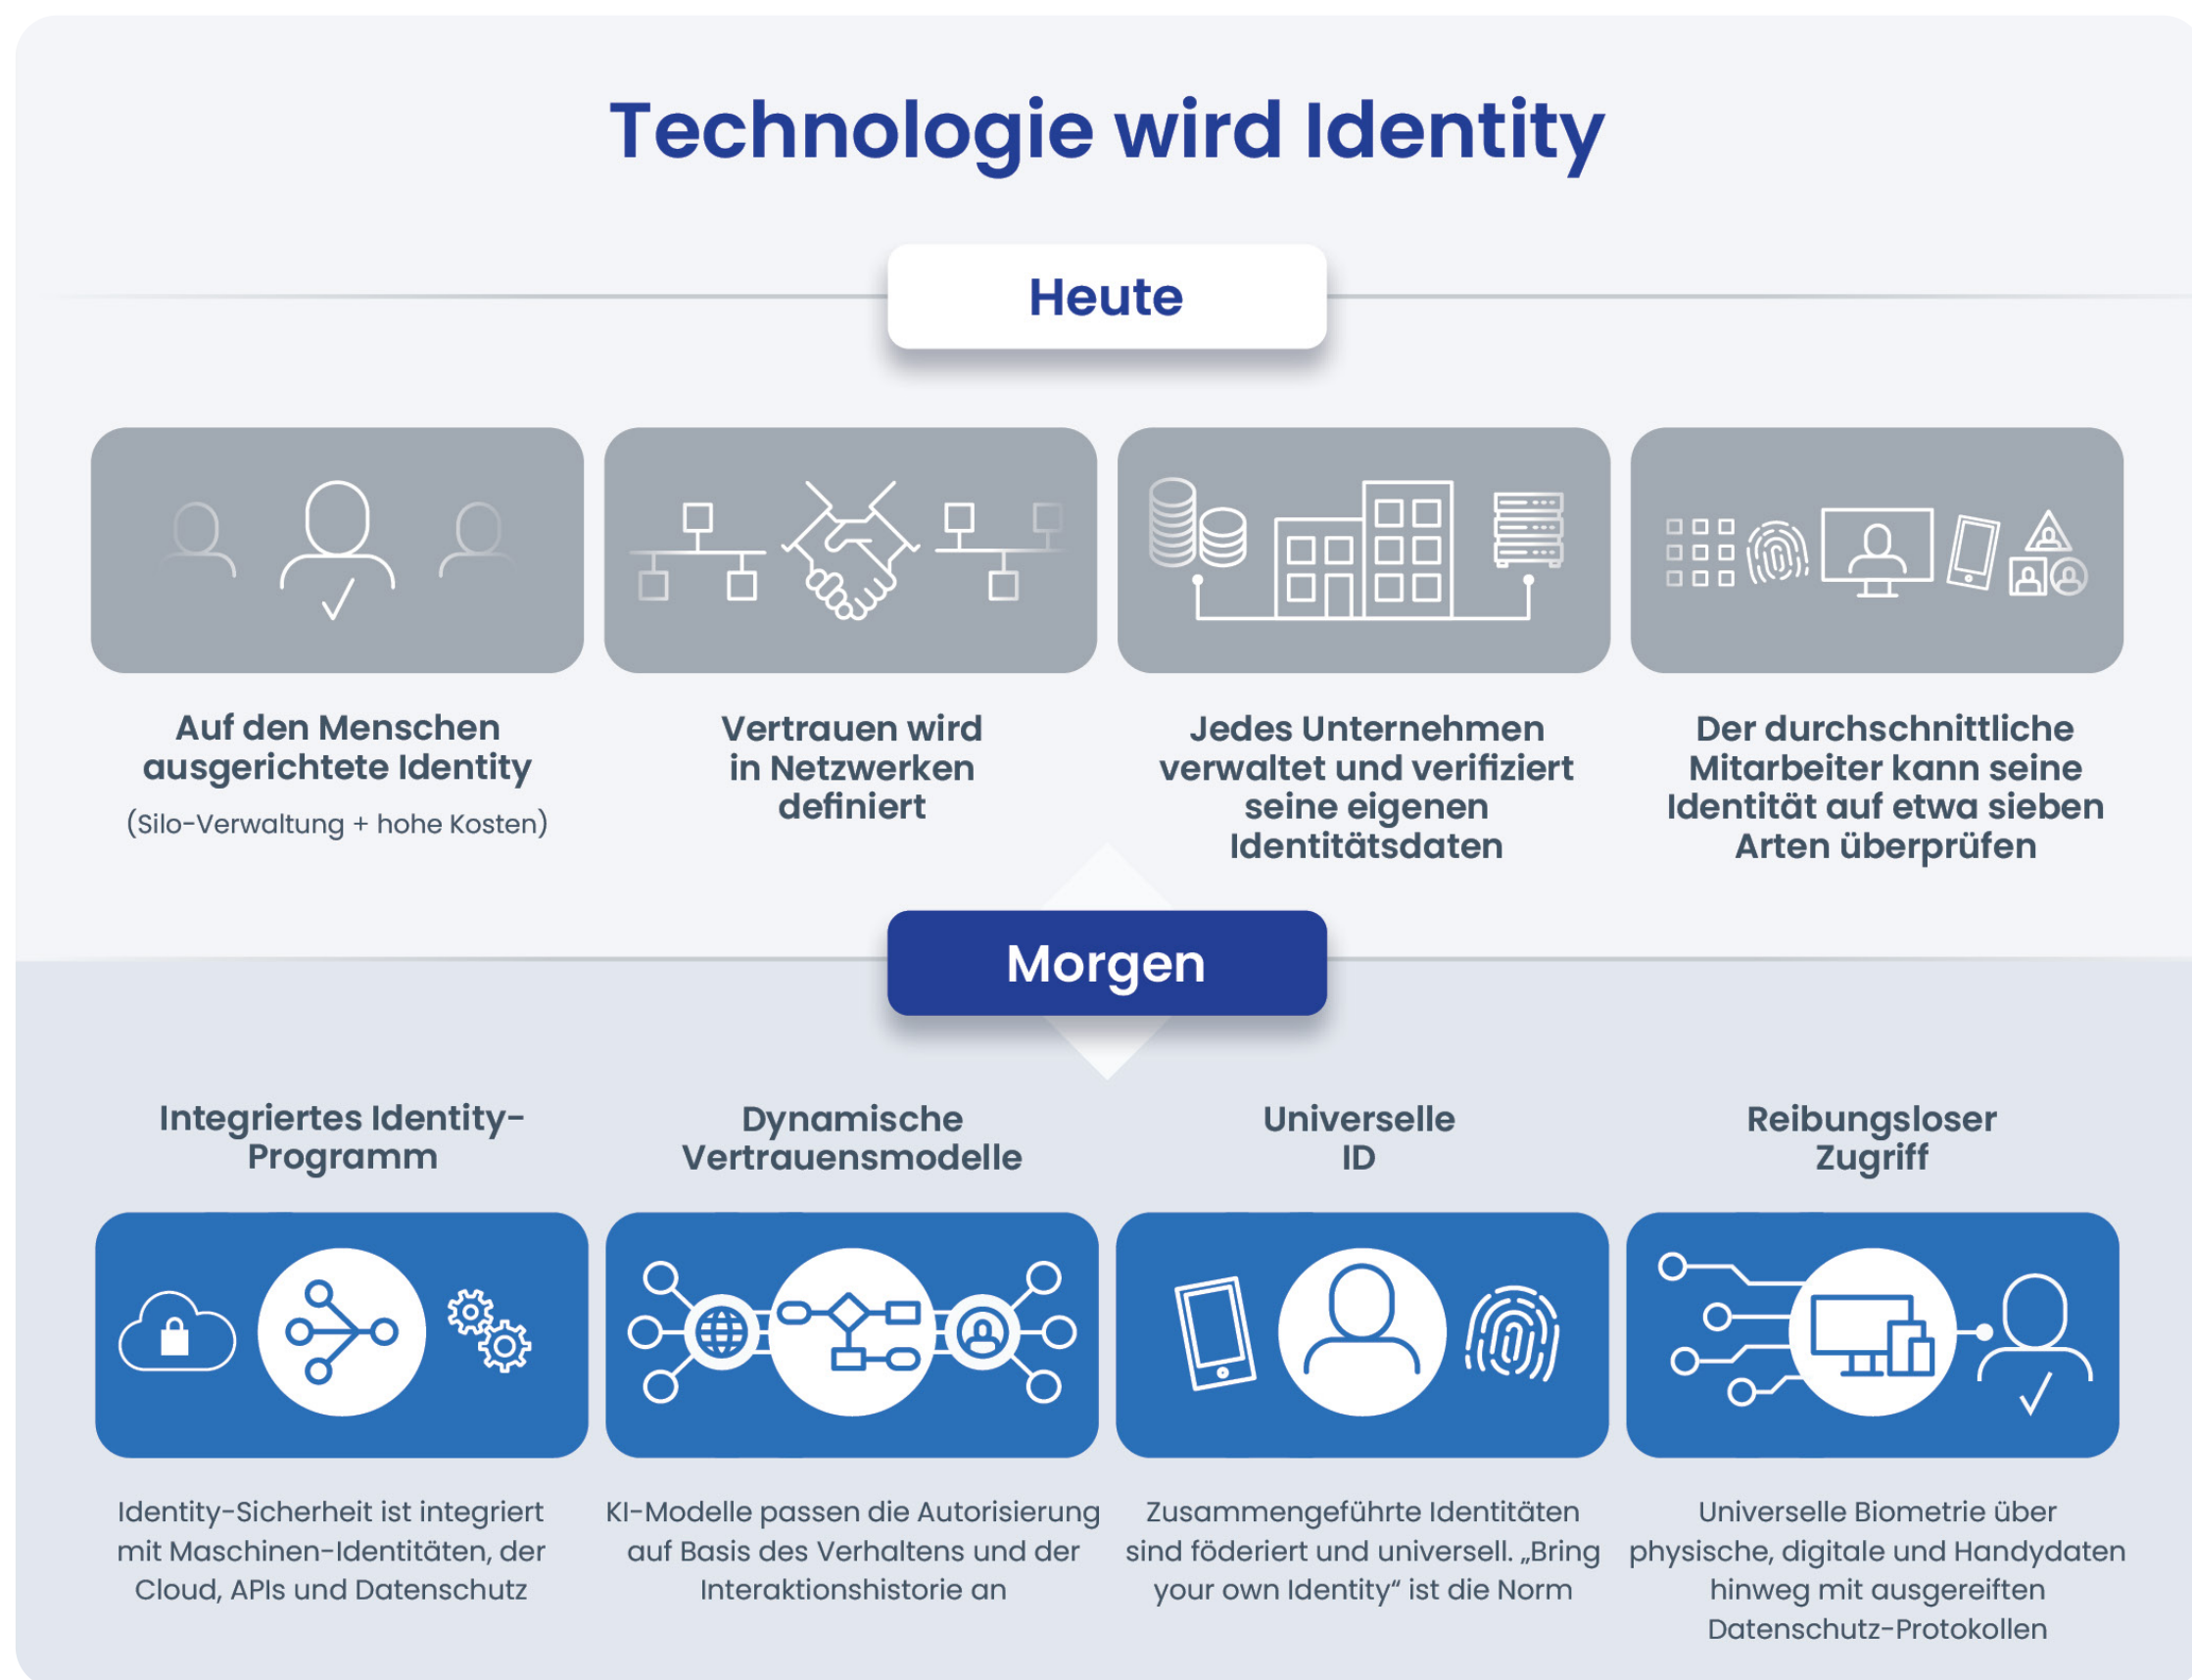 Technologie wird Identity
Heute
Auf den Menschen
ausgerichtete Identity
(Silo-Verwaltung + hohe Kosten)
Vertrauen wird
in Netzwerken
definiert
Jedes Unternehmen
verwaltet und verifiziert
seine eigenen
Identitätsdaten
Der durchschnittliche
Mitarbeiter kann seine
Identität auf etwa sieben
Arten überprüfen
Morgen
Integriertes Identity-
Programm
Identity-Sicherheit ist integriert
mit Maschinen-Identitäten, der
Cloud, APIs und Datenschutz
Dynamische
Vertrauensmodelle
KI-Modelle passen die Autorisierung
auf Basis des Verhaltens und der
Interaktionshistorie an
Universelle
ID
Zusammengeführte Identitäten
sind föderiert und universell. „Bring
your own Identity“ ist die Norm
Reibungsloser
Zugriff
Universelle Biometrie über
physische, digitale und Handydaten
hinweg mit ausgereiften
Datenschutz-Protokollen